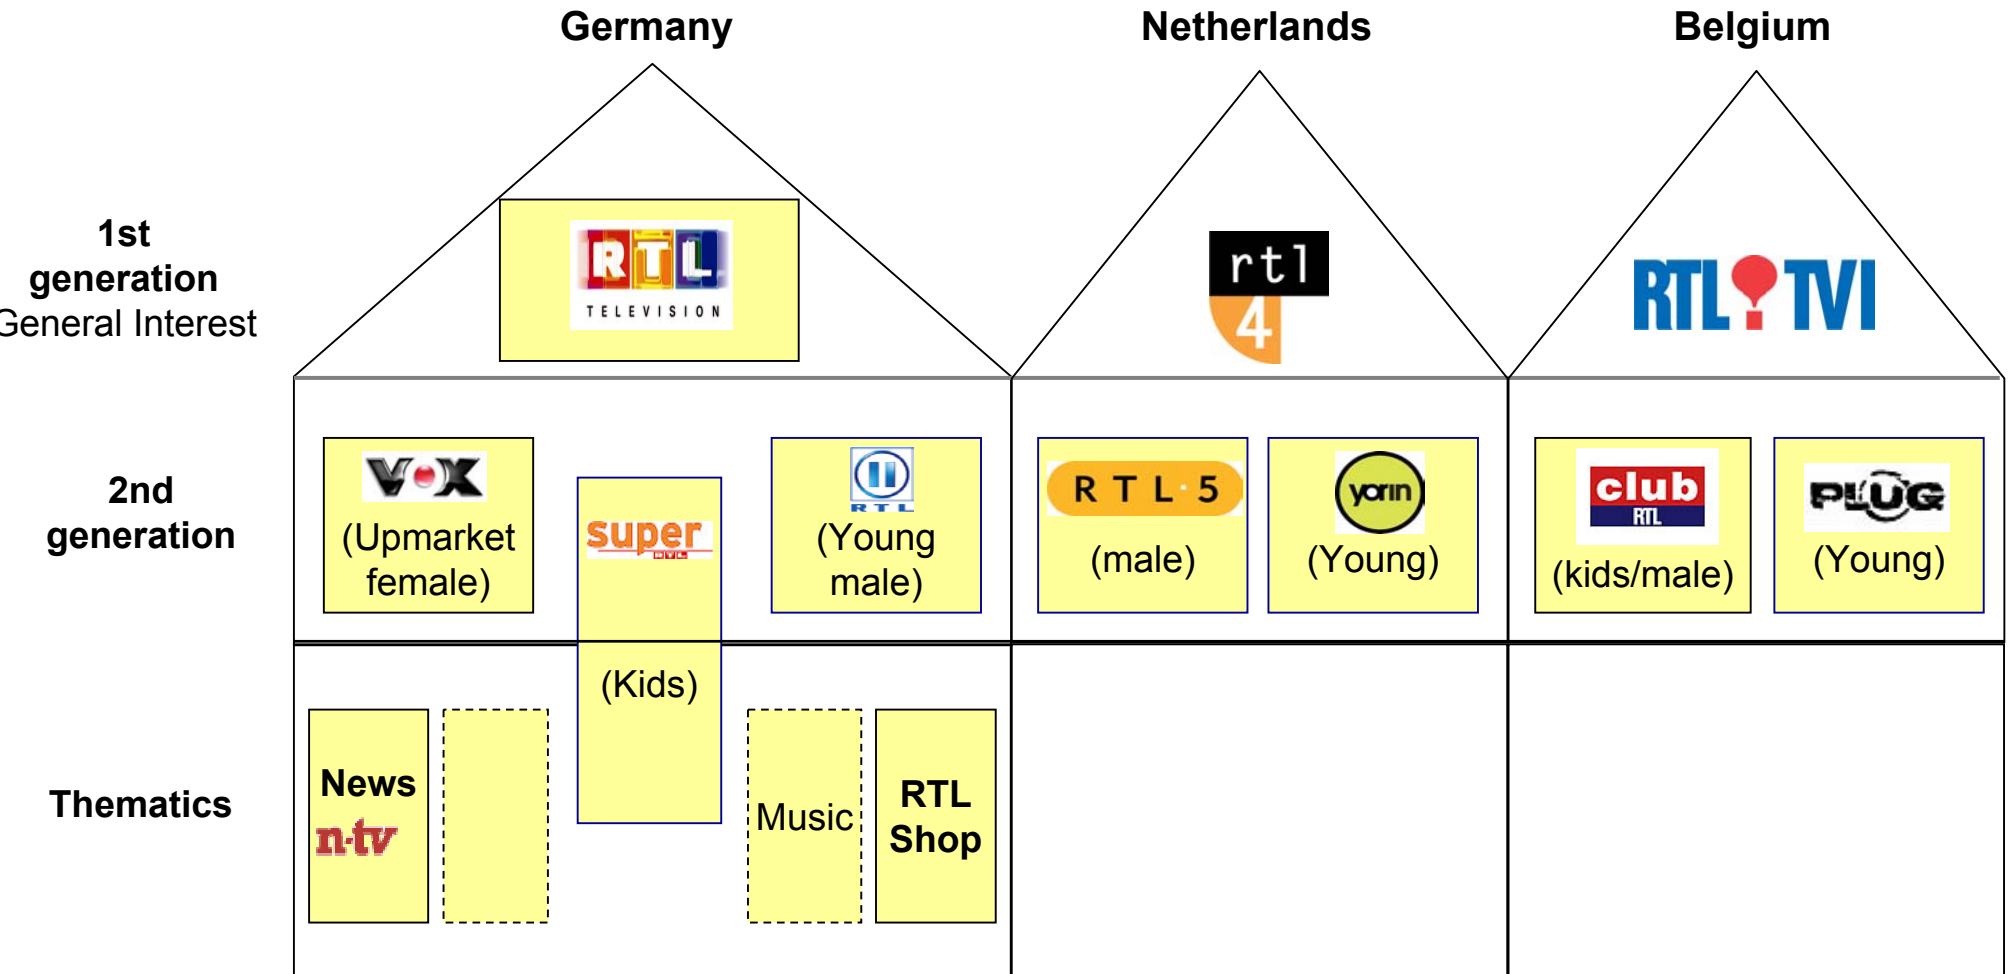 Germany
Netherlands
Belgium
1st
generation
General Interest
RTL
TELEVISION
rtl
4
RTL TVI
2nd
generation
VOX
(Upmarket
female)
super
RTL
(Kids)
II
RTL
(Young
male)
RTL 5
(male)
yorin
(Young)
club
RTL
(kids/male)
PLUG
(Young)
Thematics
News
n-tv
Music
RTL
Shop